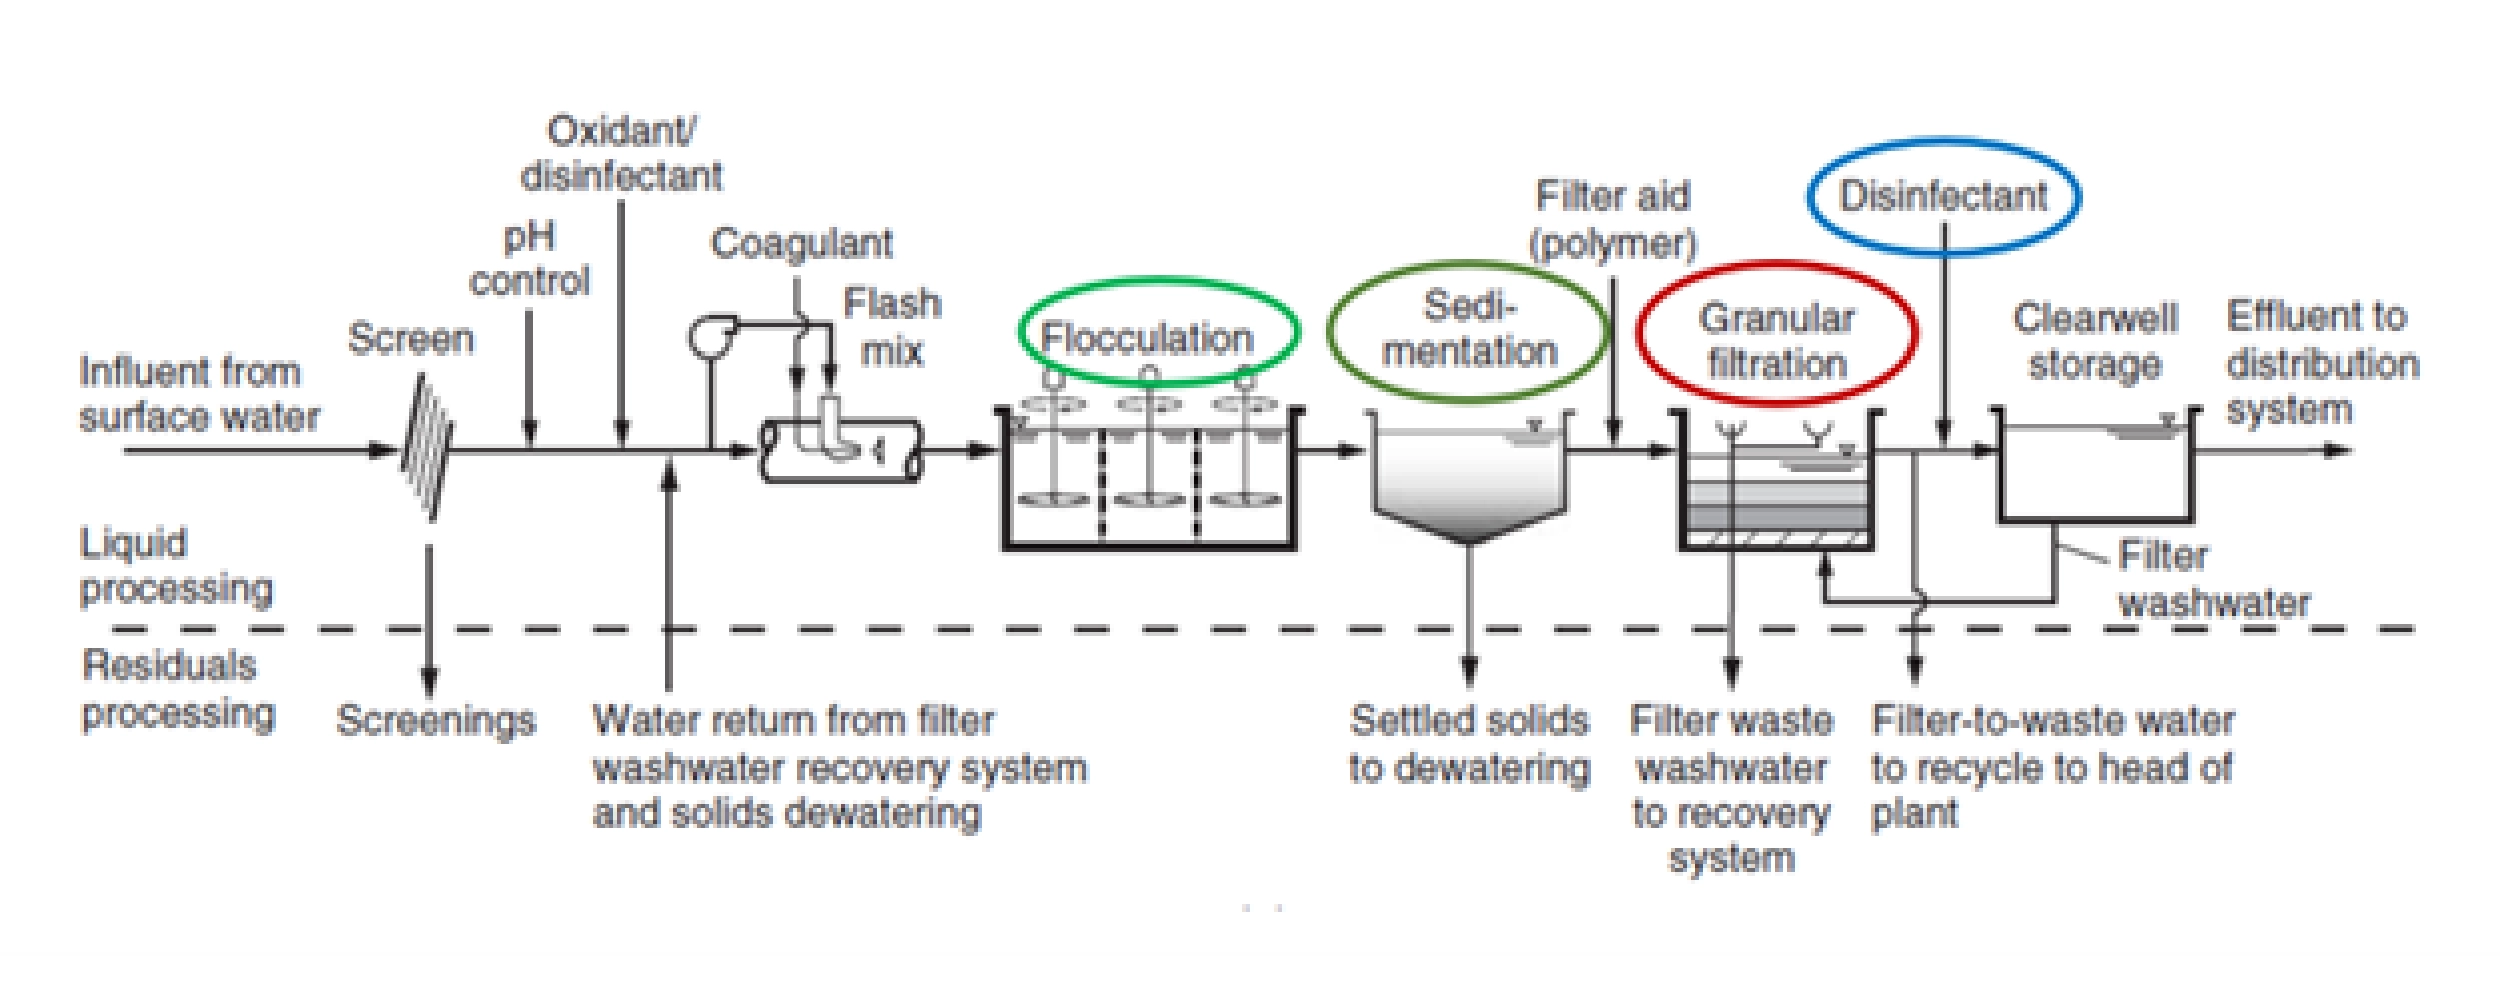 Oxidant/
disinfectant
pH
control
Coagulant
Flash
mix
Screen
Influent from
surface water
Flocculation
Sedi-
mentation
Filter aid
(polymer)
Granular
filtration
Disinfectant
Clearwell
storage
Effluent to
distribution
system
Liquid
processing
Filter
washwater
Residuals
processing
Screenings
Water return from filter
washwater recovery system
and solids dewatering
Settled solids
to dewatering
Filter waste
washwater
to recovery
system
Filter-to-waste water
to recycle to head of
plant